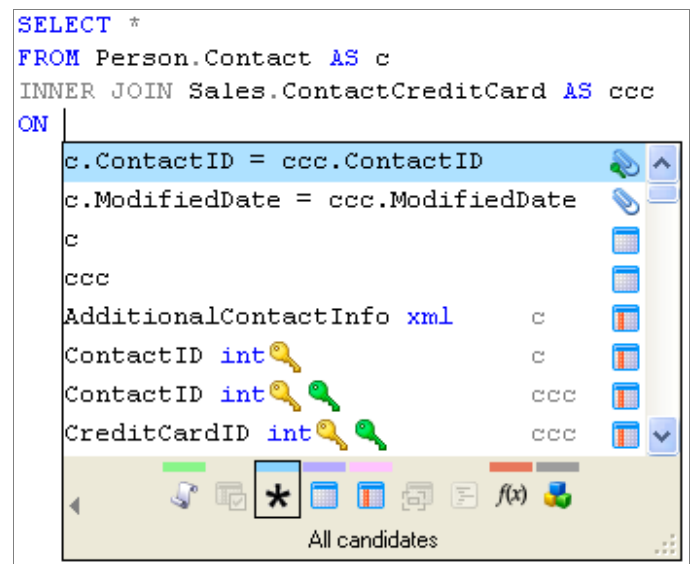 SELECT *
FROM Person.Contact AS c
INNER JOIN Sales.ContactCreditCard AS ccc
ON
c.ContactID = ccc.ContactID
c.ModifiedDate = ccc.ModifiedDate
c
ccc
AdditionalContactInfo xml c
ContactID int c
ContactID int ccc
CreditCardID int ccc
* f(x)
All candidates